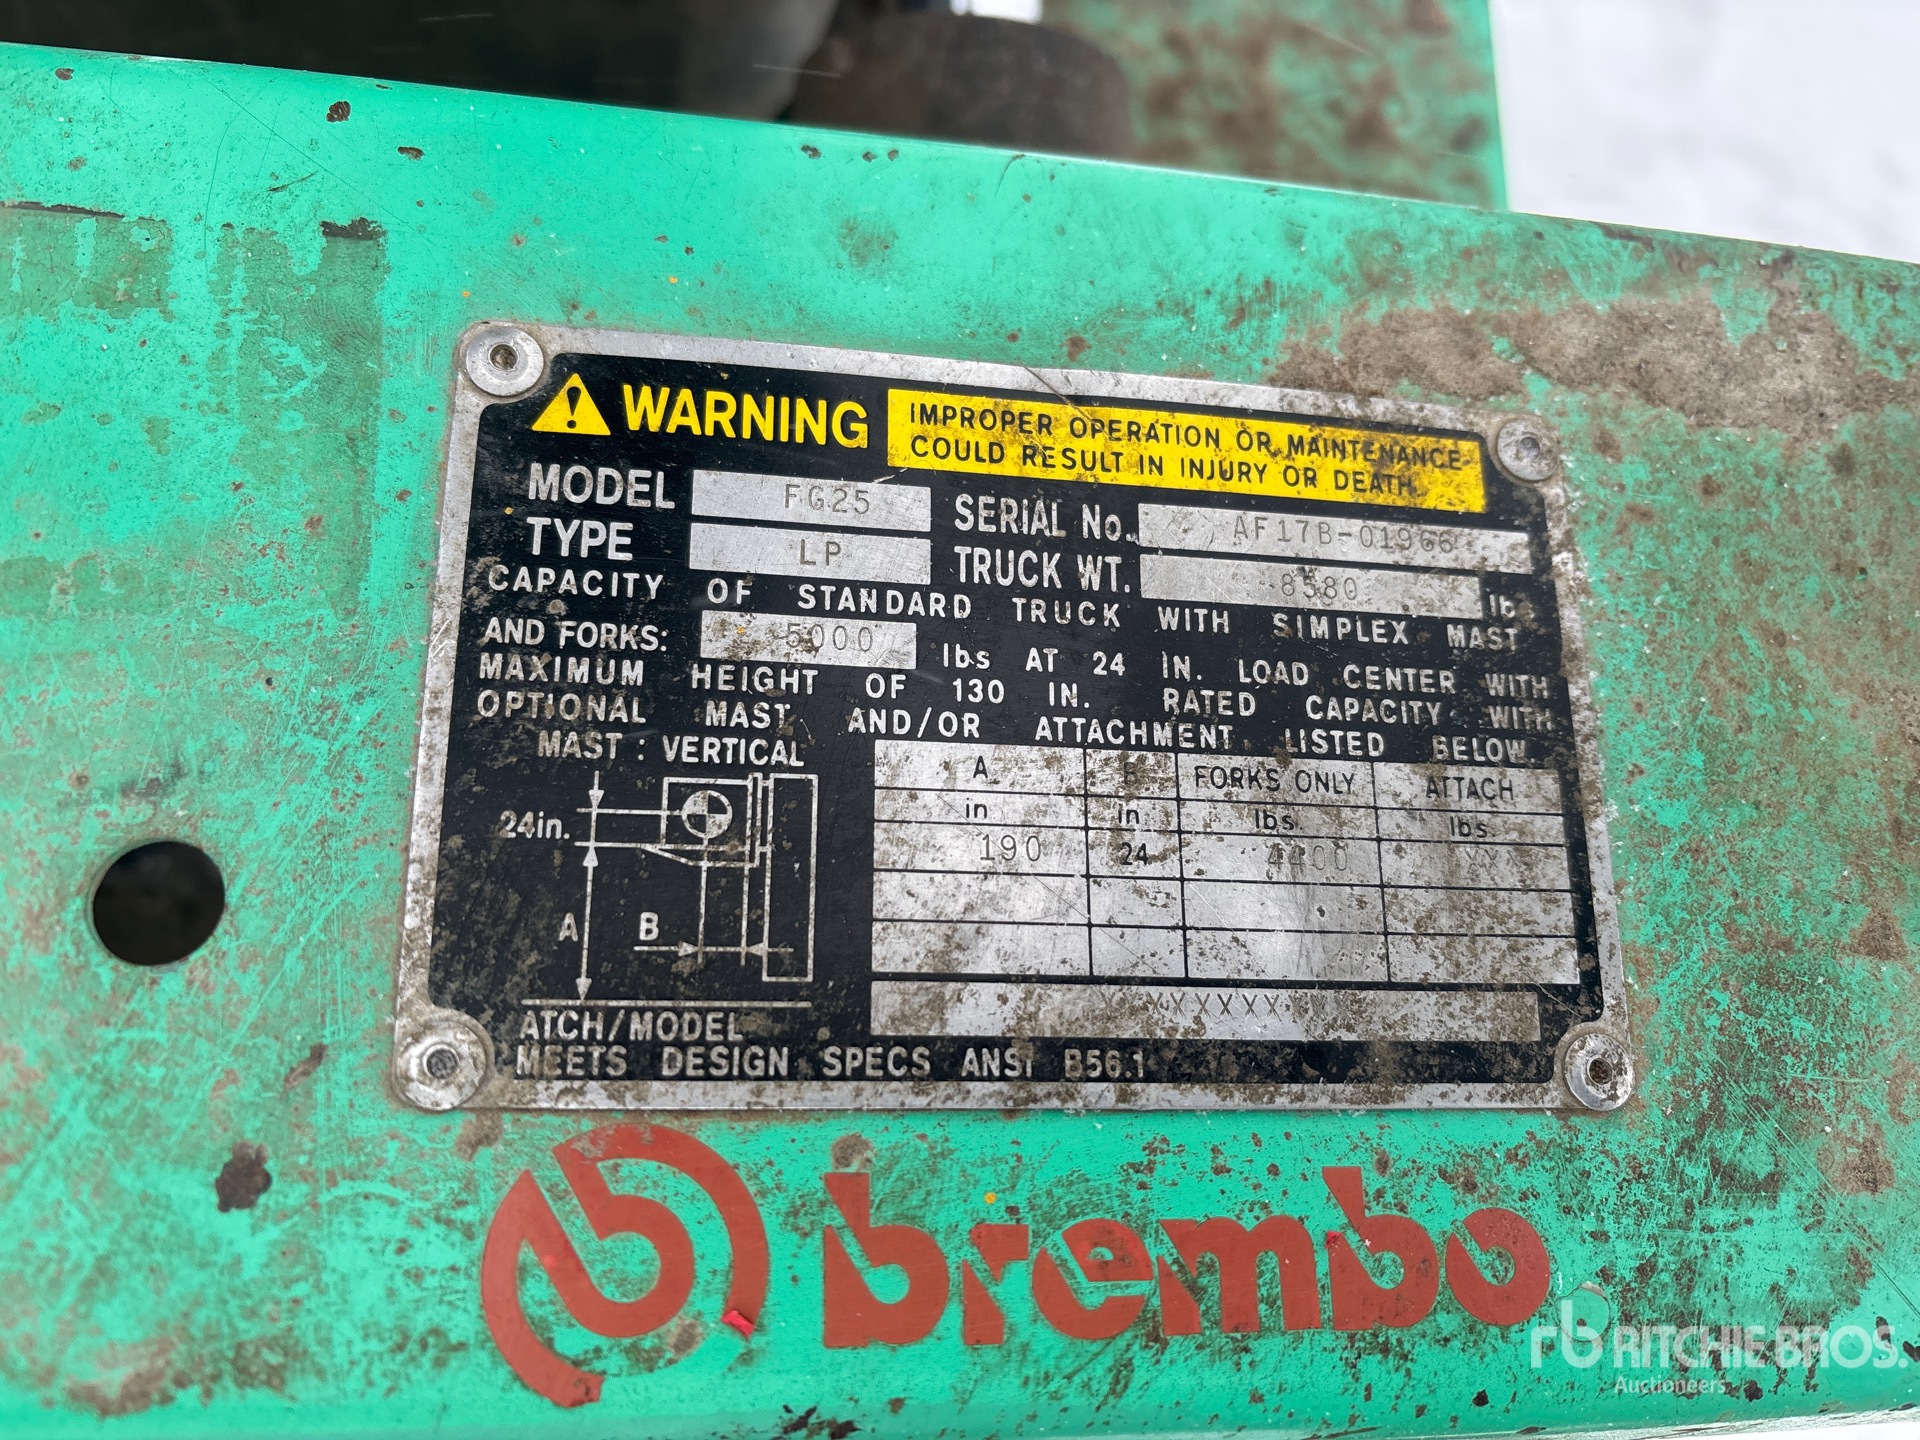 WARNING
IMPROPER OPERATION OR MAINTENANCE
COULD RESULT IN INJURY OR DEATH
MODEL FG25 SERIAL No. AF17B-01966
TYPE LP TRUCK WT. 8580 lb
CAPACITY OF STANDARD TRUCK WITH SIMPLEX MAST
AND FORKS: 5000 lbs AT 24 IN. LOAD CENTER WITH
MAXIMUM HEIGHT OF 130 IN. RATED CAPACITY WITH
OPTIONAL MAST AND/OR ATTACHMENT LISTED BELOW.
MAST : VERTICAL
A B FORKS ONLY ATTACH
in in lbs lbs
190 24 4400 XXX
24in.
A
B
ATCH/MODEL
MEETS DESIGN SPECS ANSI B56.1
brembo
rb RITCHIE BROS.
Auctioneers